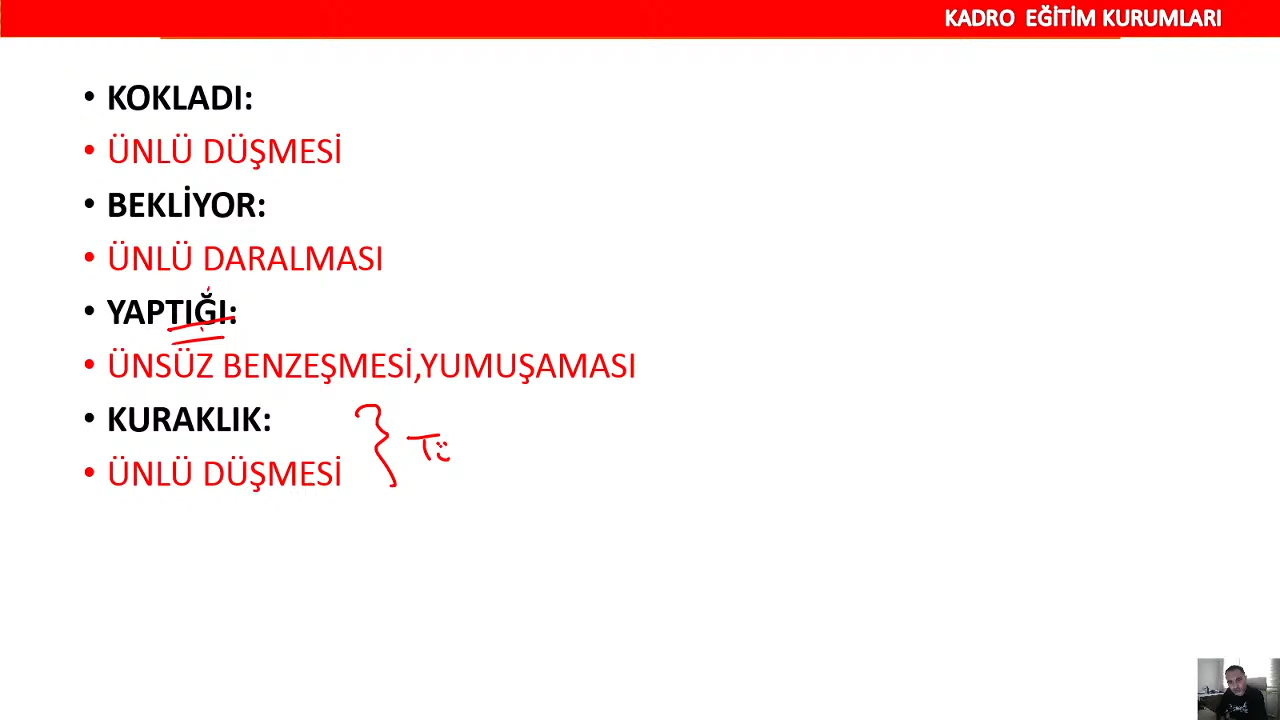 KADRO EĞİTİM KURUMLARI
• KOKLADI:
• ÜNLÜ DÜŞMESİ
• BEKLİYOR:
• ÜNLÜ DARALMASI
• YAPTIĞI:
• ÜNSÜZ BENZEŞMESİ,YUMUŞAMASI
• KURAKLIK:
• ÜNLÜ DÜŞMESİ